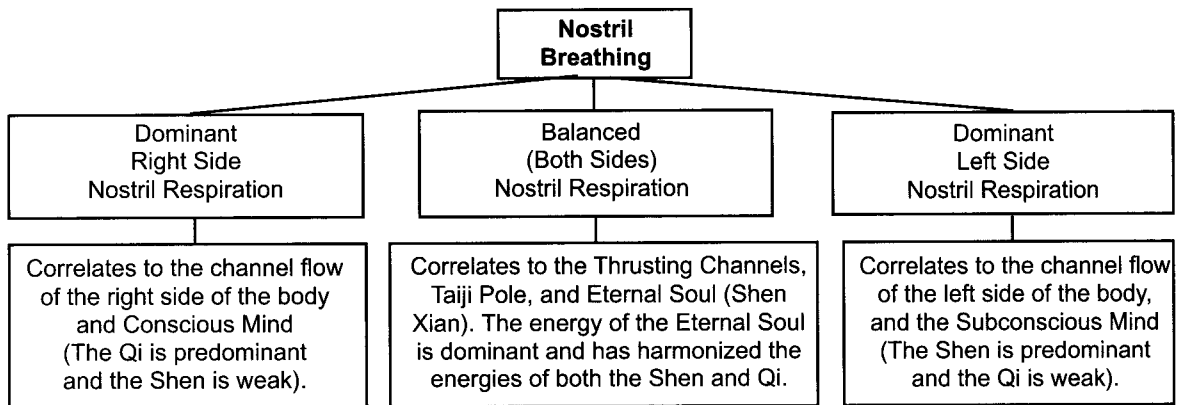 Nostril
Breathing
Dominant
Right Side
Nostril Respiration
Balanced
(Both Sides)
Nostril Respiration
Dominant
Left Side
Nostril Respiration
Correlates to the channel flow
of the right side of the body
and Conscious Mind
(The Qi is predominant
and the Shen is weak).
Correlates to the Thrusting Channels,
Taiji Pole, and Eternal Soul (Shen
Xian). The energy of the Eternal Soul
is dominant and has harmonized the
energies of both the Shen and Qi.
Correlates to the channel flow
of the left side of the body,
and the Subconscious Mind
(The Shen is predominant
and the Qi is weak).